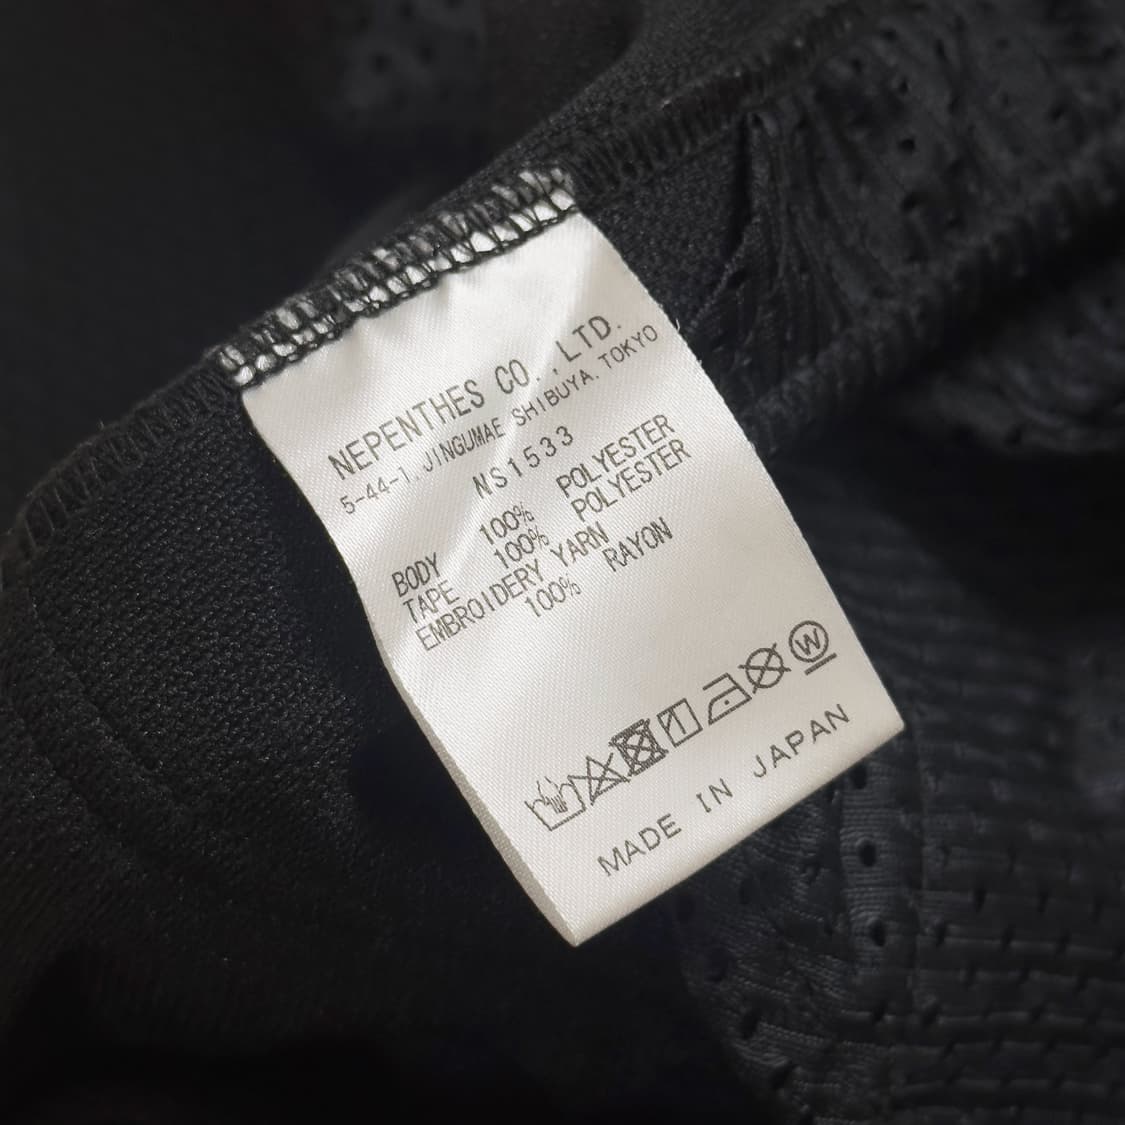 NEPENTHES CO.,LTD.
5-44-1, JINGUMAE SHIBUYA. TOKYO
NS1533
BODY 100% POLYESTER
TAPE 100% POLYESTER
EMBROIDERY YARN
100% RAYON
W
MADE IN JAPAN